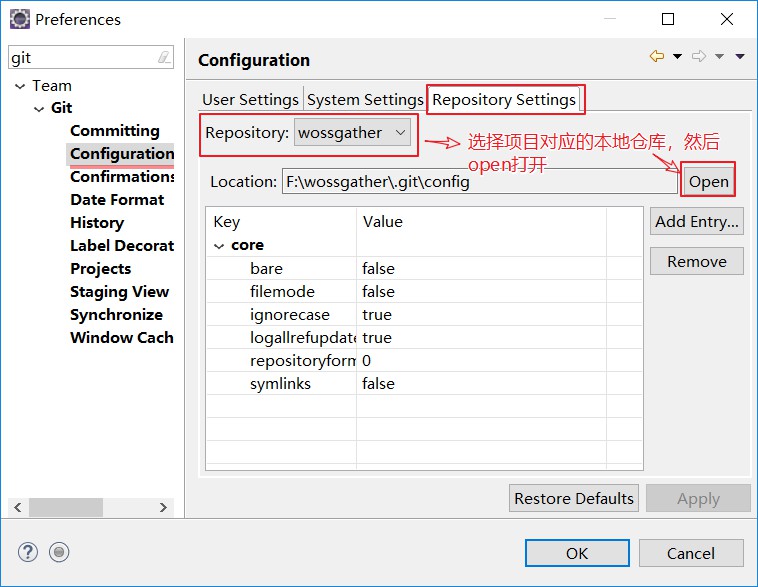 Preferences
git
Configuration
Team
Git
Committing
Configuration
Confirmations
Date Format
History
Label Decorat
Projects
Staging View
Synchronize
Window Cach
User Settings System Settings Repository Settings
Repository: wossgather
选择项目对应的本地仓库，然后
open打开
Location: F:\wossgather\.git\config Open
Key Value Add Entry...
core
bare false Remove
filemode false
ignorecase true
logallrefupdate true
repositoryform 0
symlinks false
Restore Defaults Apply
OK Cancel